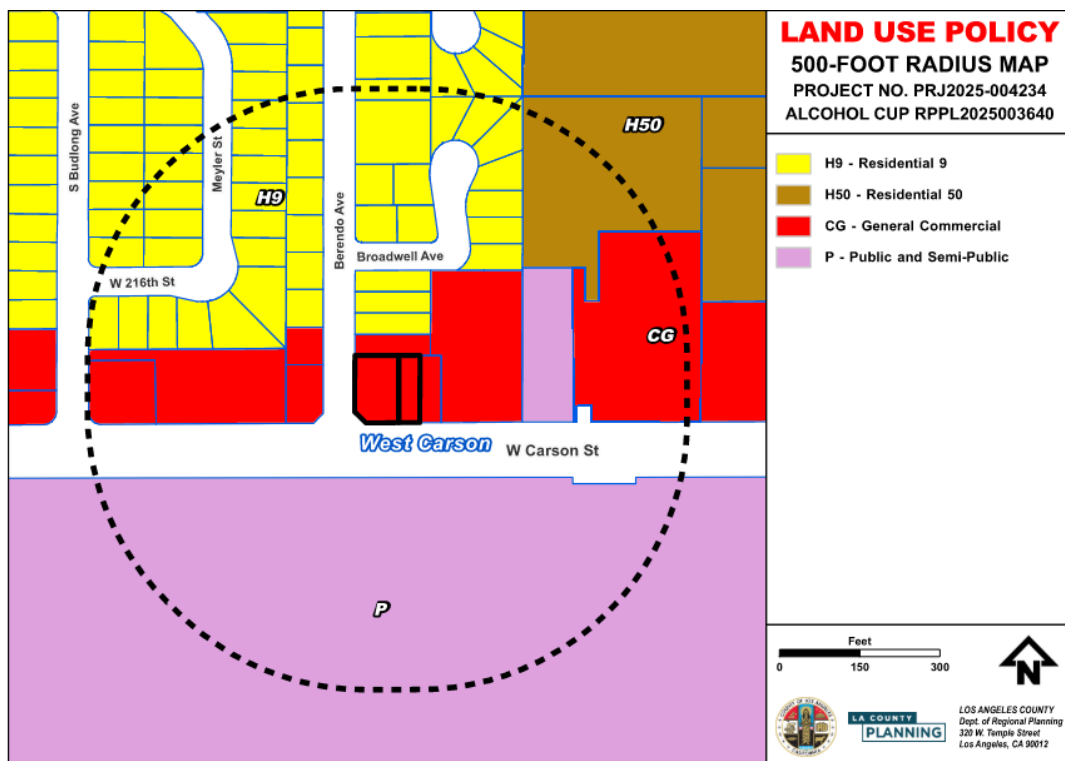 LAND USE POLICY
500-FOOT RADIUS MAP
PROJECT NO. PRJ2025-004234
ALCOHOL CUP RPPL2025003640
H9 - Residential 9
H50 - Residential 50
CG - General Commercial
P - Public and Semi-Public
S Budlong Ave
Meyler St
H9
H50
Berendo Ave
Broadwell Ave
W 216th St
CG
West Carson
W Carson St
P
Feet
0 150 300
N
LA COUNTY
PLANNING
LOS ANGELES COUNTY
Dept. of Regional Planning
320 W. Temple Street
Los Angeles, CA 90012